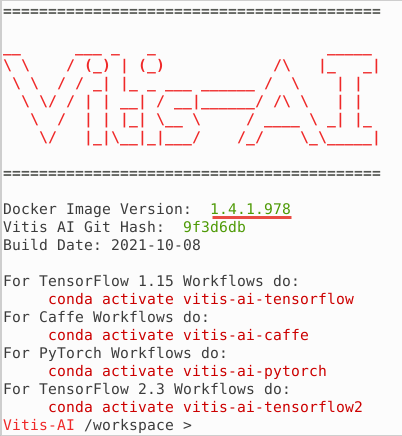 ==========================================
Vitis-AI
==========================================
Docker Image Version:  1.4.1.978
Vitis AI Git Hash:  9f3d6db
Build Date: 2021-10-08
For TensorFlow 1.15 Workflows do:
     conda activate vitis-ai-tensorflow
For Caffe Workflows do:
     conda activate vitis-ai-caffe
For PyTorch Workflows do:
     conda activate vitis-ai-pytorch
For TensorFlow 2.3 Workflows do:
     conda activate vitis-ai-tensorflow2
Vitis-AI /workspace >